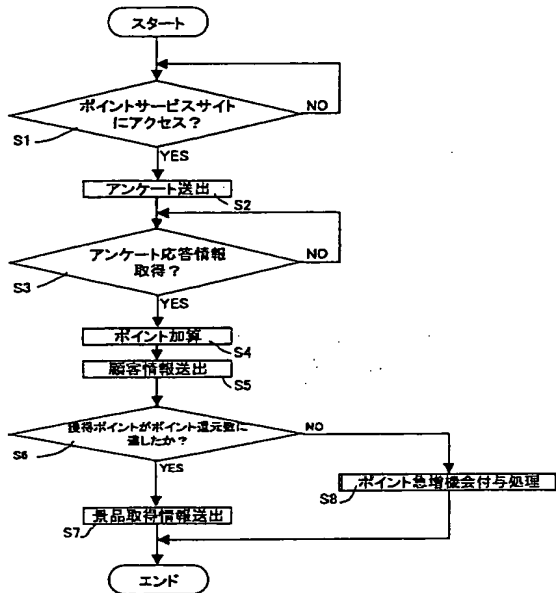 スタート
ポイントサービスサイト
にアクセス？
NO
S1
YES
アンケート送出
S2
アンケート応答情報
取得？
NO
S3
YES
ポイント加算
S4
顧客情報送出
S5
獲得ポイントがポイント還元数に
達したか？
NO
S6
YES
ポイント急増機会付与処理
S8
景品取得情報送出
S7
エンド